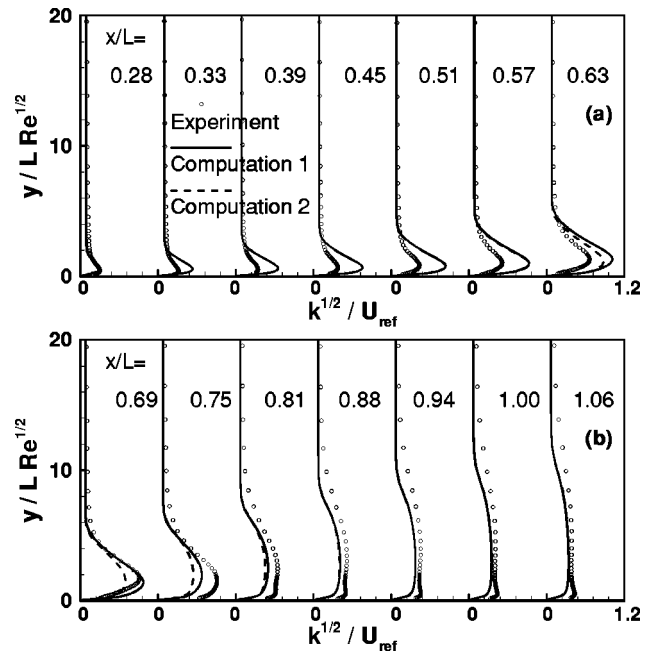 20
x/L=
0.28 0.33 0.39 0.45 0.51 0.57 0.63
(a)
Experiment
Computation 1
Computation 2
10
0
y / L Re^1/2
0 0 0 0 0 0 0 1.2
k^1/2 / U_ref
20
x/L=
0.69 0.75 0.81 0.88 0.94 1.00 1.06
(b)
10
0
y / L Re^1/2
0 0 0 0 0 0 0 1.2
k^1/2 / U_ref